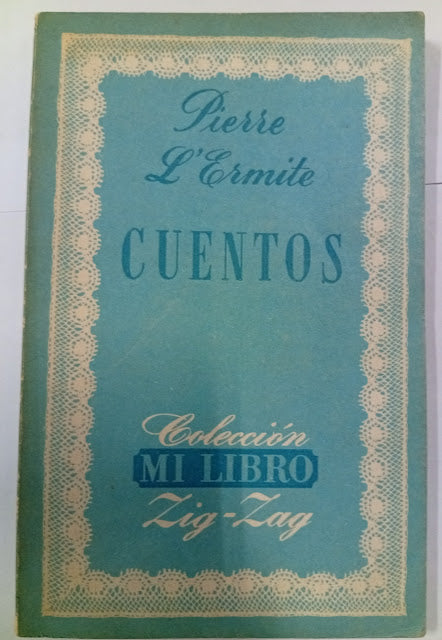 Pierre
L'Ermite
CUENTOS
Colección
MI LIBRO
Zig-Zag